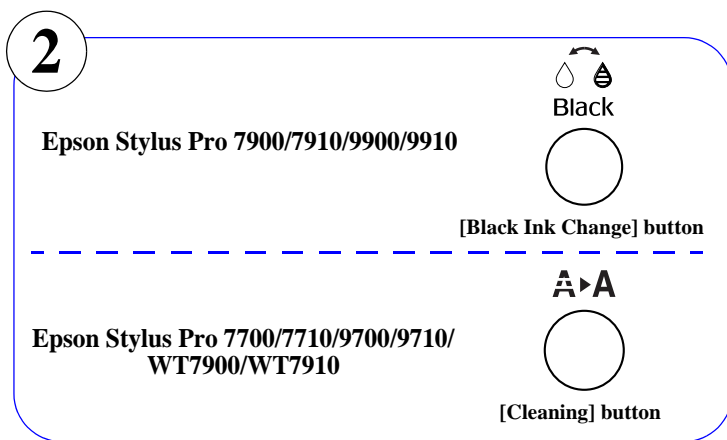 2
Black
Epson Stylus Pro 7900/7910/9900/9910
[Black Ink Change] button
A▸A
Epson Stylus Pro 7700/7710/9700/9710/
WT7900/WT7910
[Cleaning] button